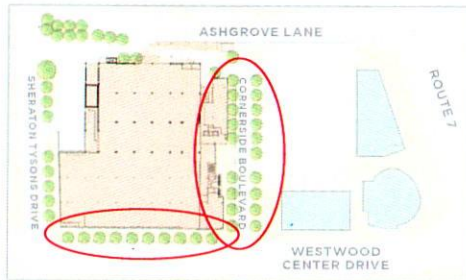 ASHGROVE LANE
SHERATON TYSONS DRIVE
CORNERSIDE BOULEVARD
ROUTE 7
WESTWOOD
CENTER DRIVE